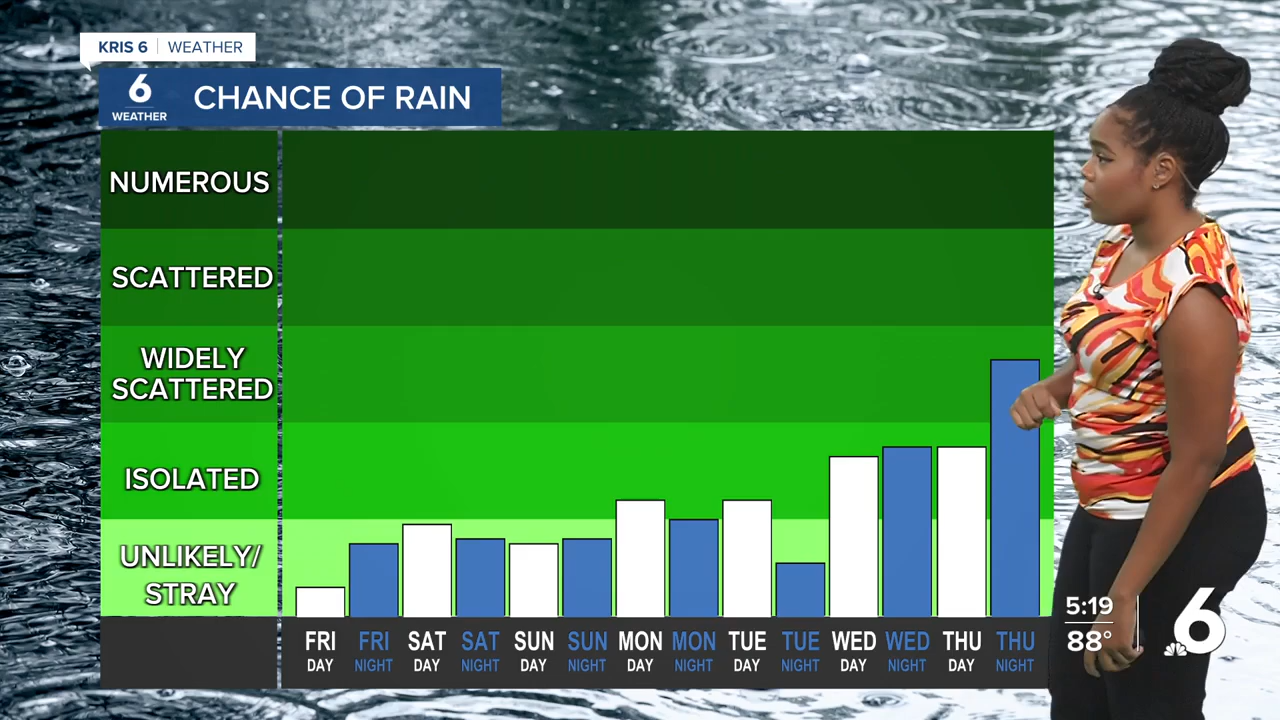 KRIS 6 | WEATHER
6
WEATHER
CHANCE OF RAIN
NUMEROUS
SCATTERED
WIDELY
SCATTERED
ISOLATED
UNLIKELY/
STRAY
FRI FRI SAT SAT SUN SUN MON MON TUE TUE WED WED THU THU
DAY NIGHT DAY NIGHT DAY NIGHT DAY NIGHT DAY NIGHT DAY NIGHT DAY NIGHT
5:19
88°
6